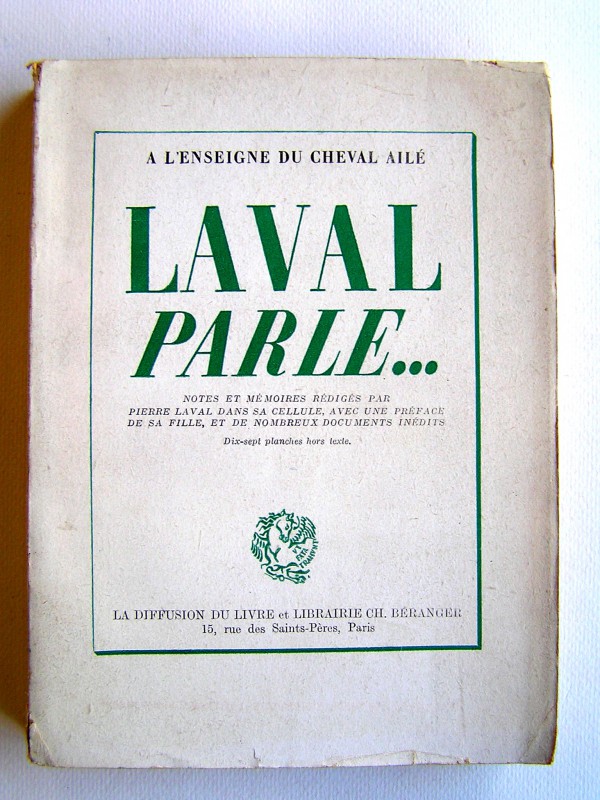 A L'ENSEIGNE DU CHEVAL AILÉ
LAVAL
PARLE...
NOTES ET MÉMOIRES RÉDIGÉS PAR
PIERRE LAVAL DANS SA CELLULE, AVEC UNE PRÉFACE
DE SA FILLE, ET DE NOMBREUX DOCUMENTS INÉDITS
Dix-sept planches hors texte.
FATA
LA DIFFUSION DU LIVRE et LIBRAIRIE CH. BÉRANGER
15, rue des Saints-Pères, Paris